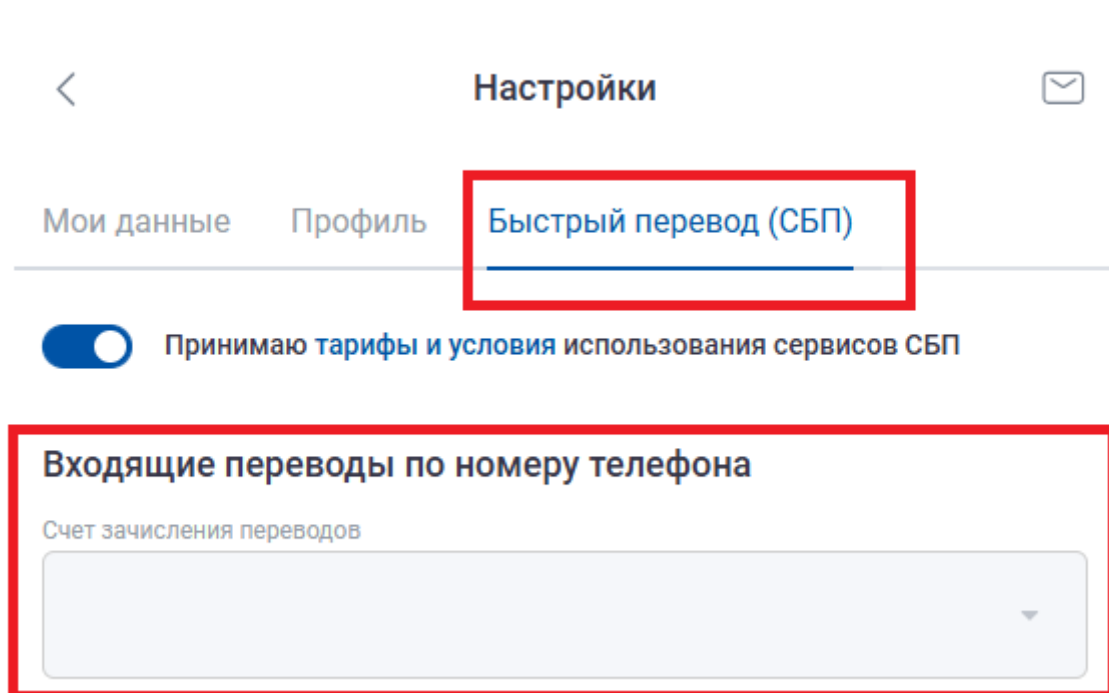 Настройки
Мои данные Профиль Быстрый перевод (СБП)
Принимаю тарифы и условия использования сервисов СБП
Входящие переводы по номеру телефона
Счет зачисления переводов